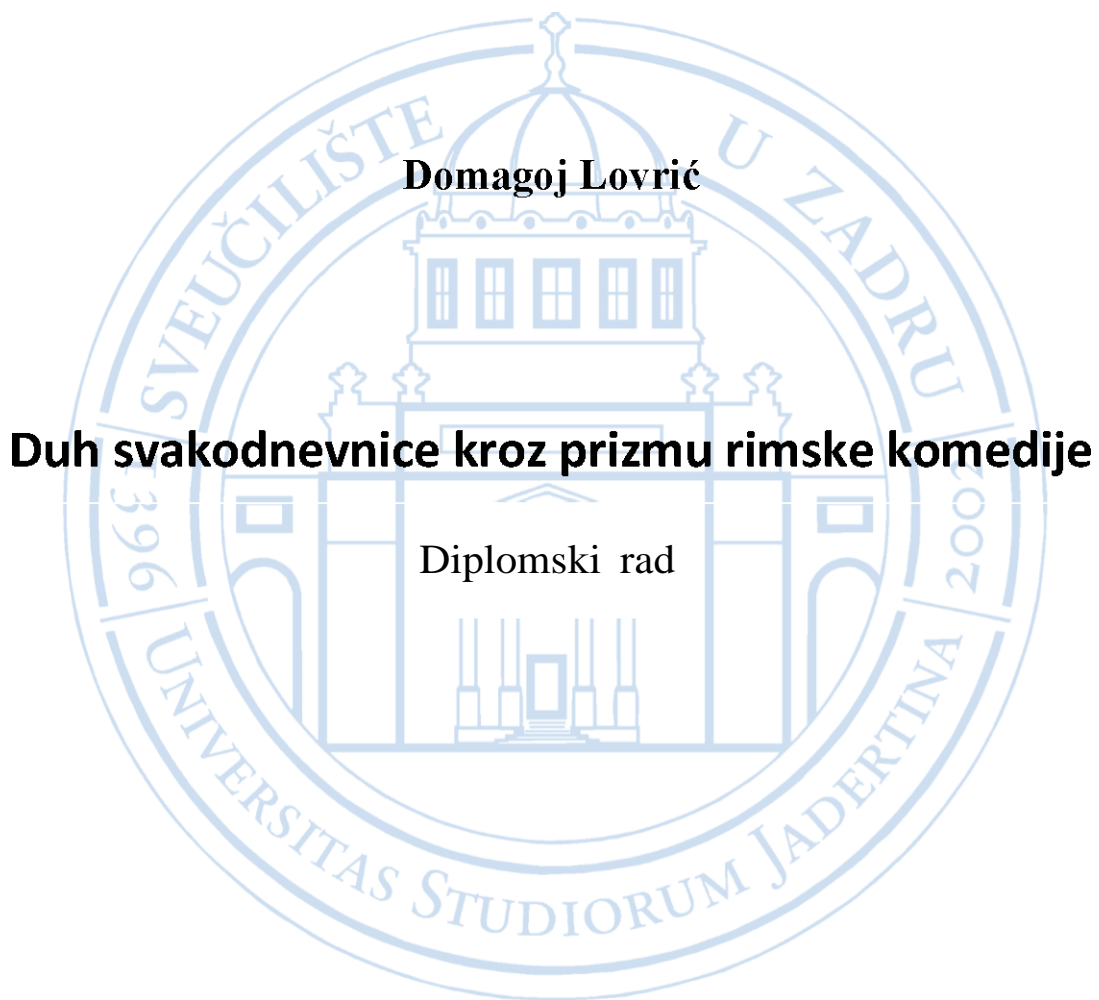 Domagoj Lovrić
Duh svakodnevnice kroz prizmu rimske komedije
Diplomski rad
SVEUČILIŠTE U ZADRU
1396
2002
UNIVERSITAS STUDIORUM JADERTINA